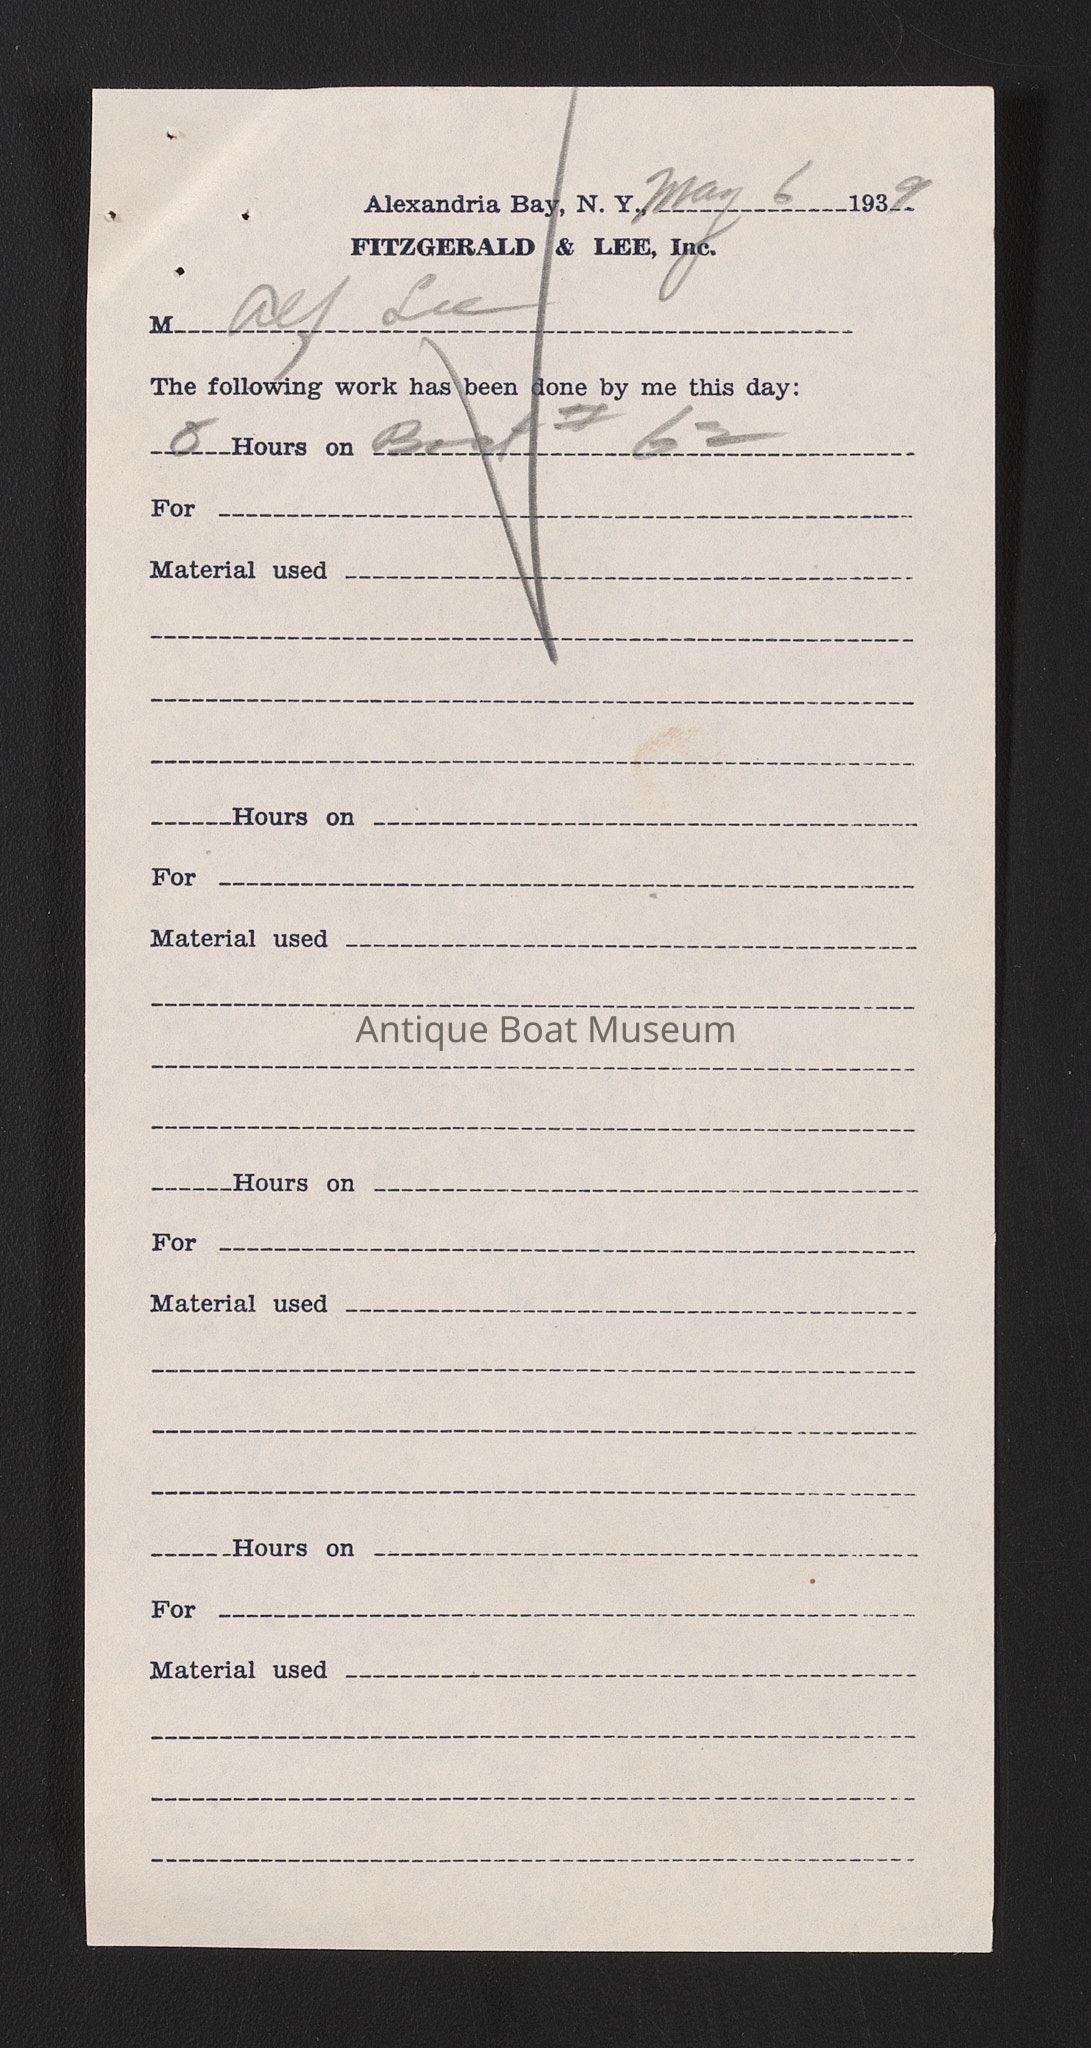 Alexandria Bay, N. Y., May 6 1939
FITZGERALD & LEE, Inc.
M Alf Lee
The following work has been done by me this day:
8 Hours on Boat # 62
For
Material used
Hours on
For
Material used
Antique Boat Museum
Hours on
For
Material used
Hours on
For
Material used